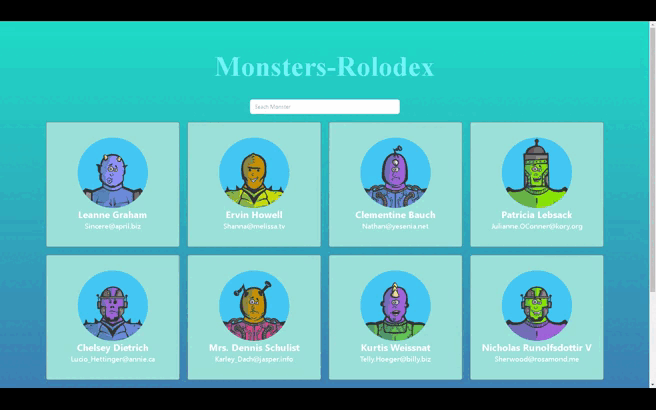 Monsters-Rolodex
Search Monster
Leanne Graham
Sincere@april.biz
Ervin Howell
Shanna@melissa.tv
Clementine Bauch
Nathan@yesenia.net
Patricia Lebsack
Julianne.OConner@kory.org
Chelsey Dietrich
Lucio_Hettinger@annie.ca
Mrs. Dennis Schulist
Karley_Dach@jasper.info
Kurtis Weissnat
Telly.Hoeger@billy.biz
Nicholas Runolfsdottir V
Sherwood@rosamond.me